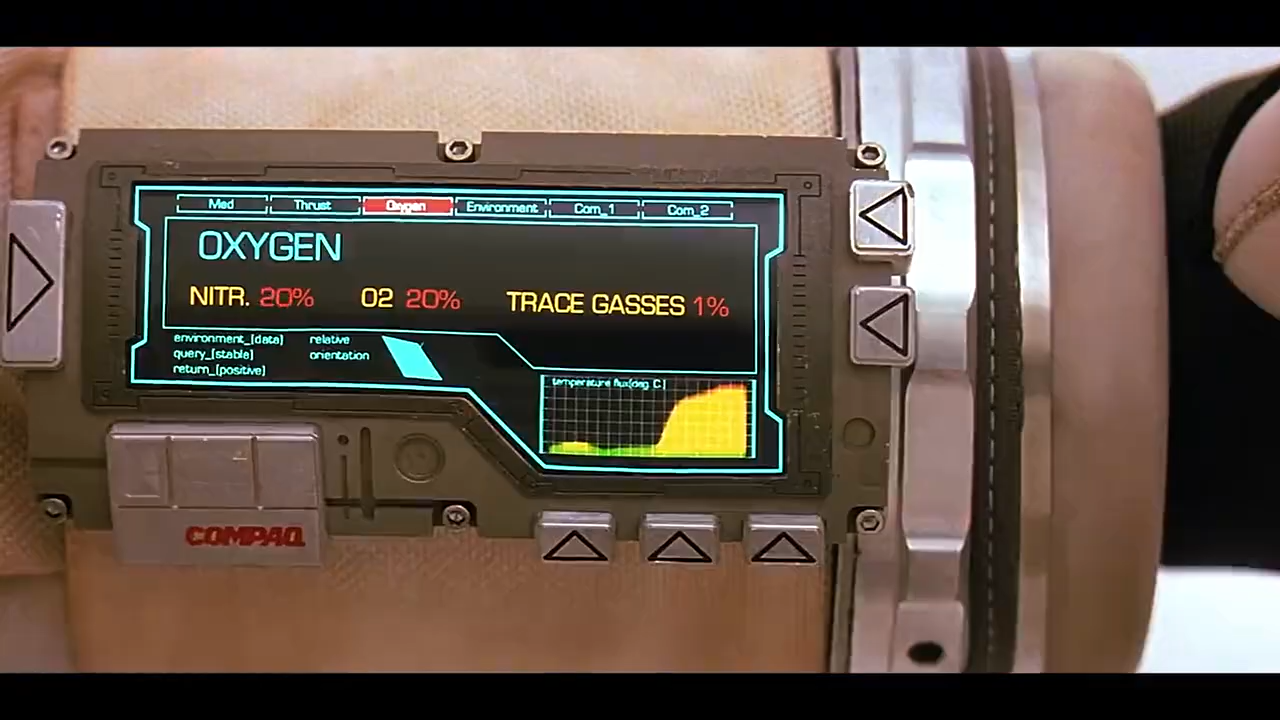 Med Thrust Oxygen Environment Com_1 Com_2
OXYGEN
NITR. 20% O2 20% TRACE GASSES 1%
environment_[data] relative
query_[stable] orientation
return_[positive]
temperature flux[deg C]
COMPAQ